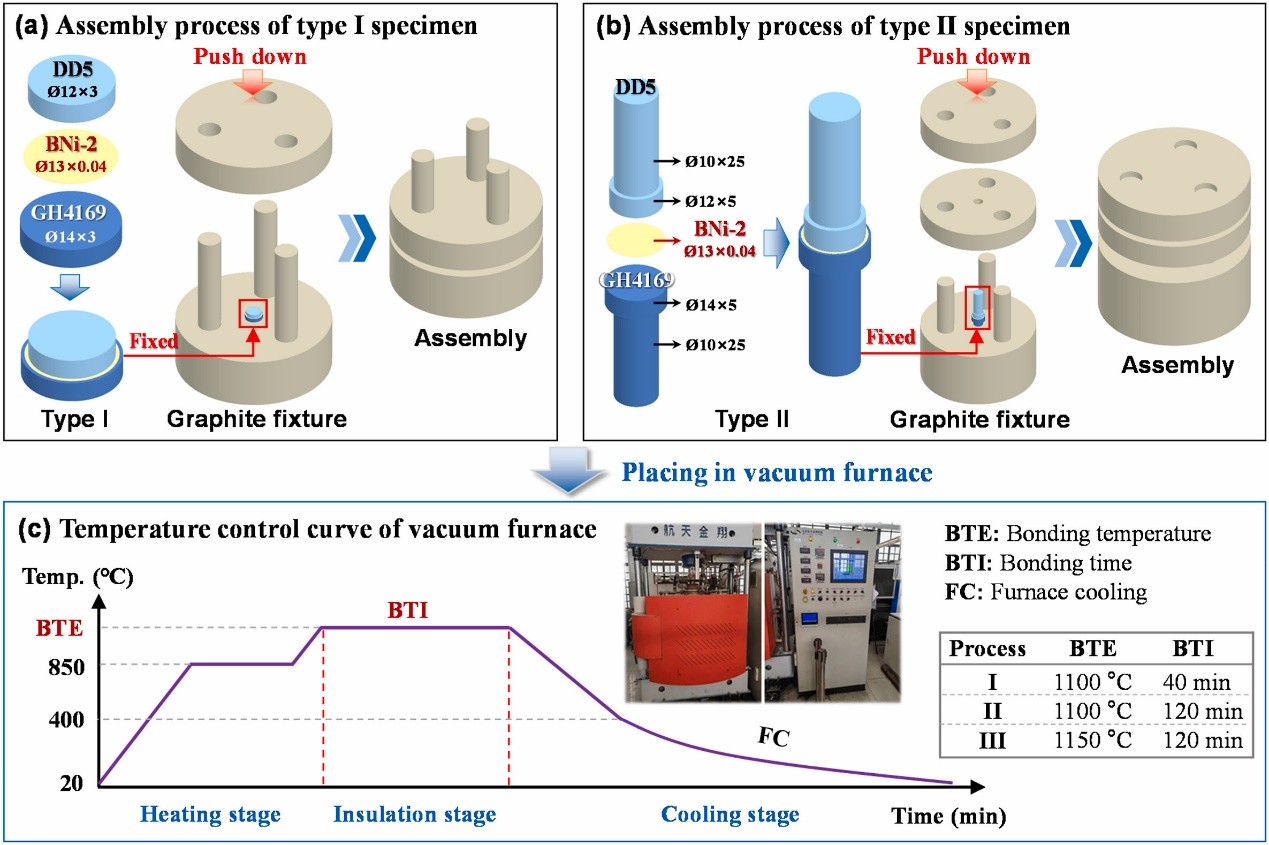 (a) Assembly process of type I specimen
Push down
DD5
Ø12×3
BNi-2
Ø13×0.04
GH4169
Ø14×3
Fixed
Type I
Graphite fixture
Assembly
(b) Assembly process of type II specimen
Push down
DD5
Ø10×25
Ø12×5
BNi-2
Ø13×0.04
GH4169
Ø14×5
Ø10×25
Fixed
Type II
Graphite fixture
Assembly
Placing in vacuum furnace
(c) Temperature control curve of vacuum furnace
航天金翔
BTE: Bonding temperature
BTI: Bonding time
FC: Furnace cooling
Temp. (℃)
BTE
850
400
20
BTI
FC
Heating stage
Insulation stage
Cooling stage
Time (min)
Process BTE BTI
I 1100 ℃ 40 min
II 1100 ℃ 120 min
III 1150 ℃ 120 min